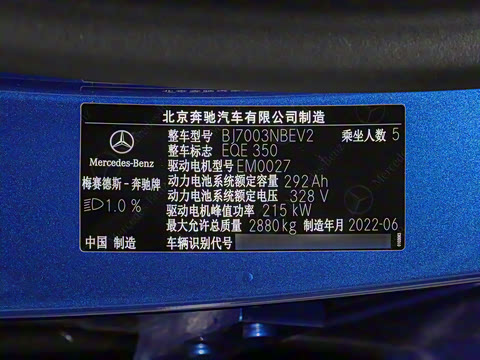 北京奔驰汽车有限公司制造
整车型号 BJ7003NBEV2 乘坐人数 5
整车标志 EQE 350
Mercedes-Benz
驱动电机型号 EM0027
梅赛德斯-奔驰牌
动力电池系统额定容量 292 Ah
动力电池系统额定电压 328 V
1.0 %
驱动电机峰值功率 215 kW
最大允许总质量 2880 kg 制造年月 2022-06
中国 制造
车辆识别代号